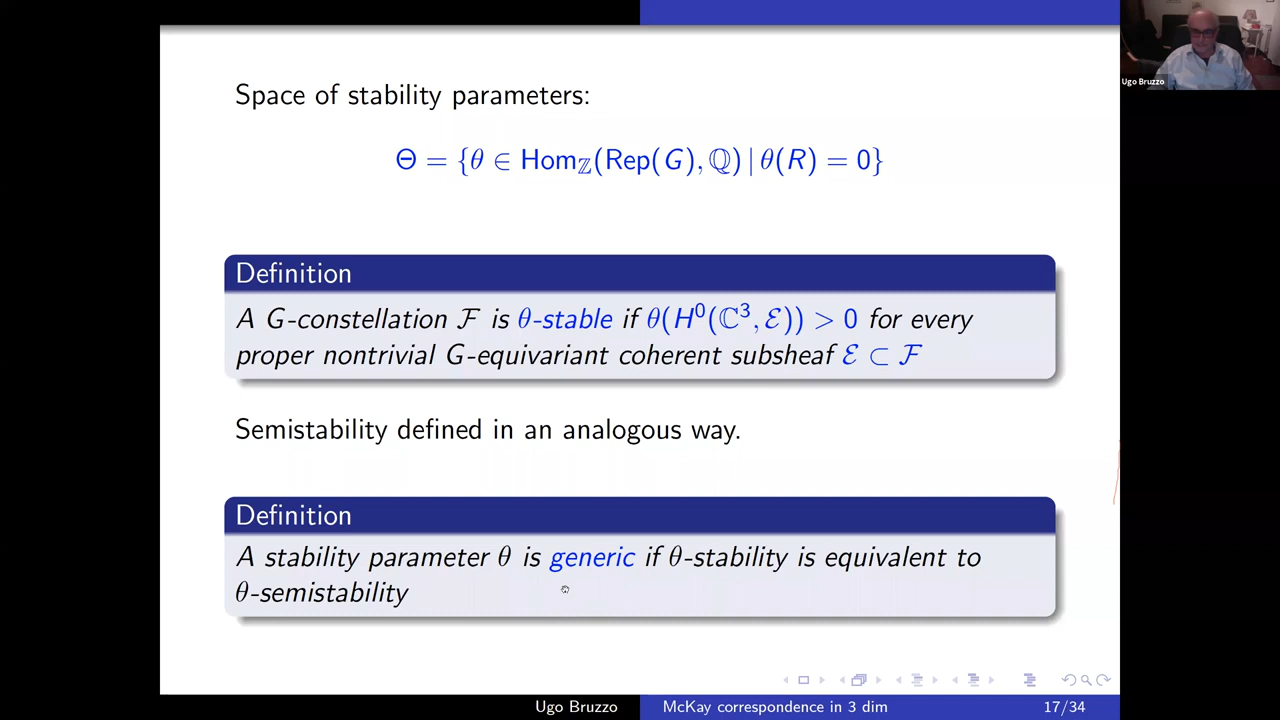 Ugo Bruzzo
Space of stability parameters:
Θ = {θ ∈ Homℤ(Rep(G), ℚ) | θ(R) = 0}
Definition
A G-constellation ℱ is θ-stable if θ(H⁰(ℂ³, ℰ)) > 0 for every
proper nontrivial G-equivariant coherent subsheaf ℰ ⊂ ℱ
Semistability defined in an analogous way.
Definition
A stability parameter θ is generic if θ-stability is equivalent to
θ-semistability
Ugo Bruzzo
McKay correspondence in 3 dim
17/34